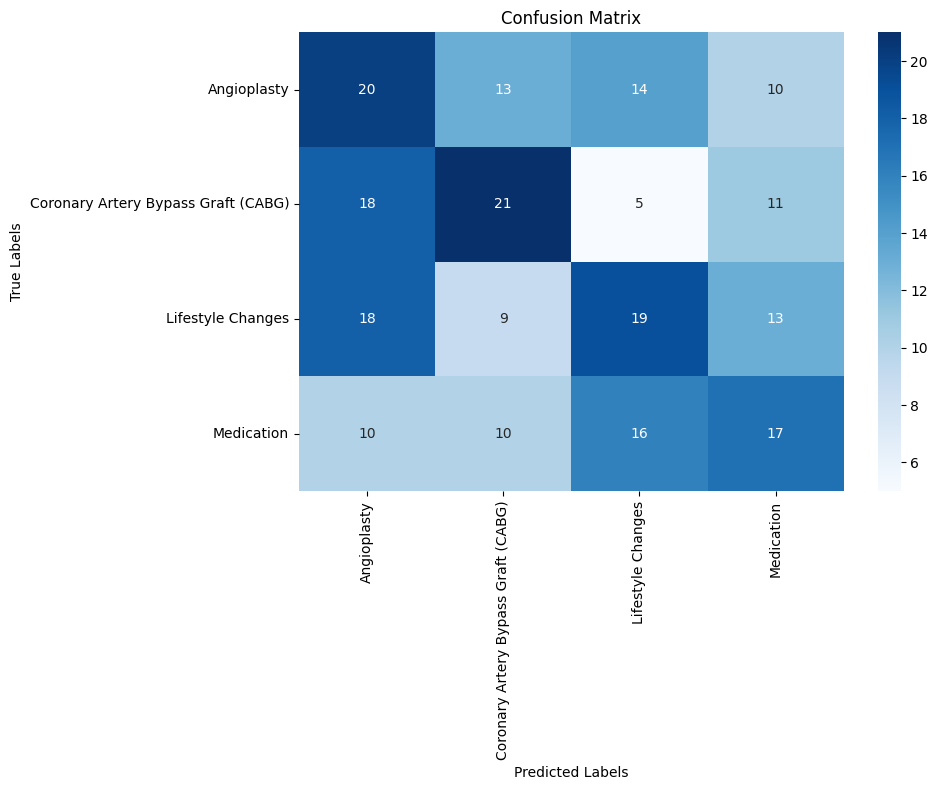 Confusion Matrix
True Labels
Angioplasty 20 13 14 10
Coronary Artery Bypass Graft (CABG) 18 21 5 11
Lifestyle Changes 18 9 19 13
Medication 10 10 16 17
Angioplasty
Coronary Artery Bypass Graft (CABG)
Lifestyle Changes
Medication
Predicted Labels
20
18
16
14
12
10
8
6